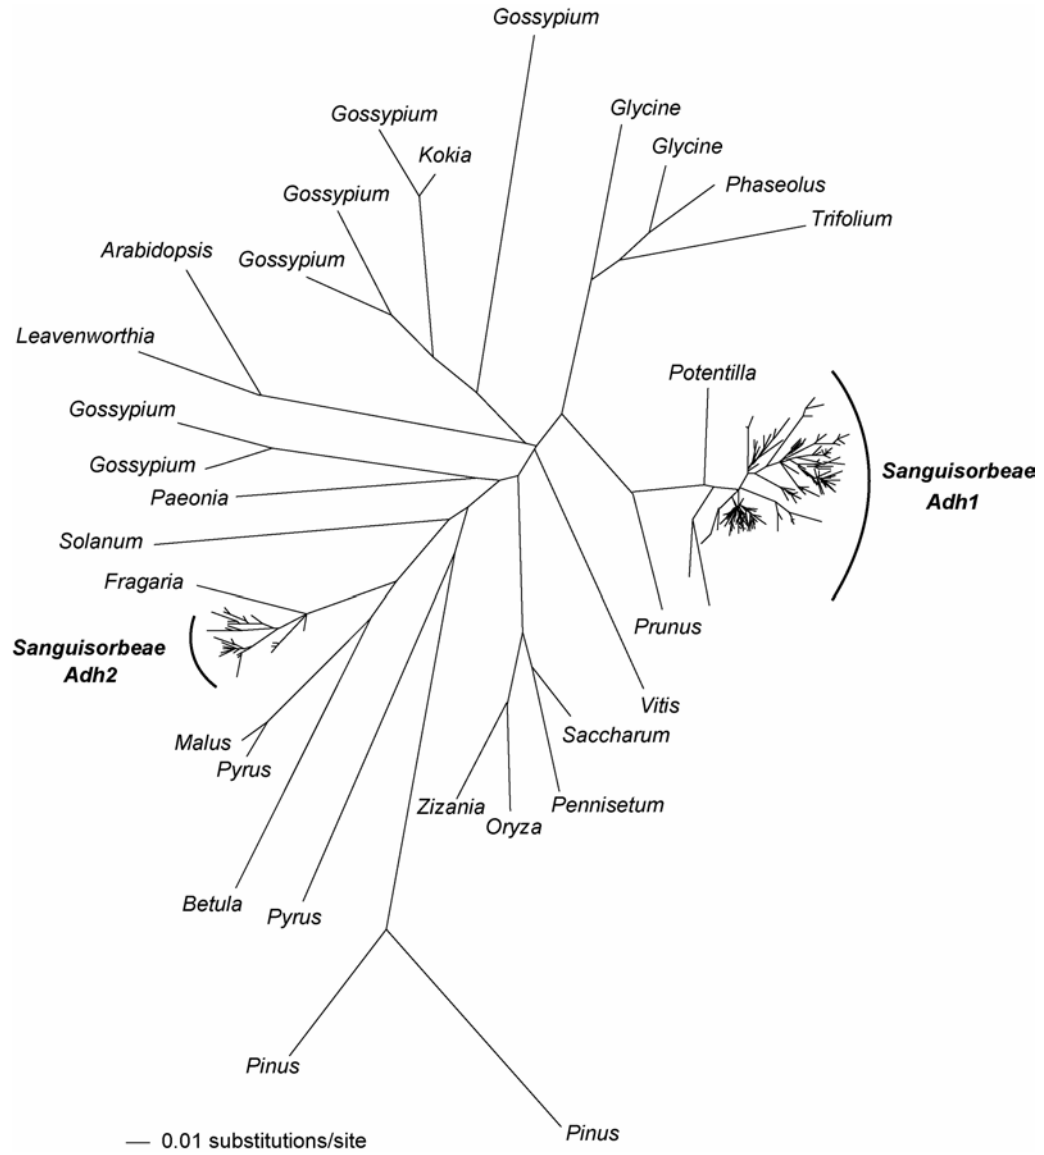 Gossypium
Glycine
Gossypium
Glycine
Kokia
Phaseolus
Gossypium
Trifolium
Arabidopsis
Gossypium
Leavenworthia
Potentilla
Gossypium
Gossypium
Sanguisorbeae
Adh1
Paeonia
Solanum
Fragaria
Prunus
Sanguisorbeae
Adh2
Vitis
Saccharum
Malus
Pyrus
Zizania
Pennisetum
Oryza
Betula
Pyrus
Pinus
Pinus
0.01 substitutions/site